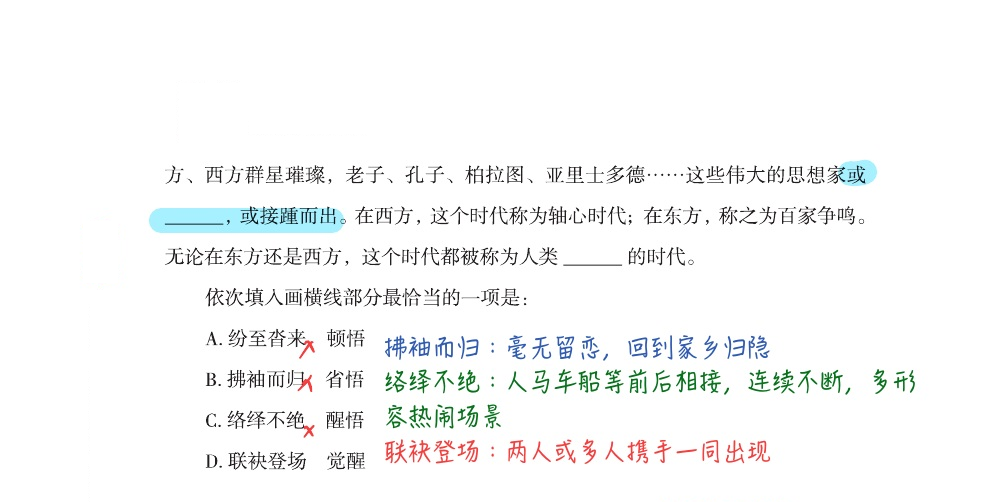 方、西方群星璀璨，老子、孔子、柏拉图、亚里士多德……这些伟大的思想家或
______，或接踵而出。在西方，这个时代称为轴心时代；在东方，称之为百家争鸣。
无论在东方还是西方，这个时代都被称为人类 ______ 的时代。
依次填入画横线部分最恰当的一项是：
A. 纷至沓来 顿悟
拂袖而归：毫无留恋，回到家乡归隐
B. 拂袖而归 省悟
络绎不绝：人马车船等前后相接，连续不断，多形
C. 络绎不绝 醒悟
容热闹场景
D. 联袂登场 觉醒
联袂登场：两人或多人携手一同出现